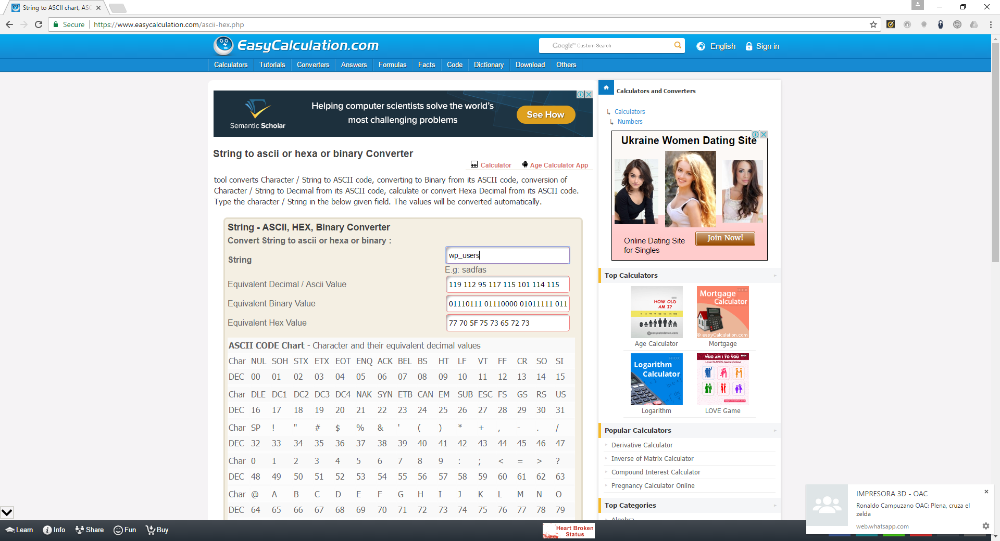 String to ASCII chart, ASC
Secure https://www.easycalculation.com/ascii-hex.php
EasyCalculation.com
Google™ Custom Search
English
Sign in
Calculators Tutorials Converters Answers Formulas Facts Code Dictionary Download Others
Semantic Scholar
Helping computer scientists solve the world's
most challenging problems
See How
String to ascii or hexa or binary Converter
Calculator Age Calculator App
tool converts Character / String to ASCII code, converting to Binary from its ASCII code, conversion of
Character / String to Decimal from its ASCII code, calculate or convert Hexa Decimal from its ASCII code.
Type the character / String in the below given field. The values will be converted automatically.
String - ASCII, HEX, Binary Converter
Convert String to ascii or hexa or binary :
String wp_users
E.g: sadfas
Equivalent Decimal / Ascii Value 119 112 95 117 115 101 114 115
Equivalent Binary Value 01110111 01110000 01011111 011
Equivalent Hex Value 77 70 5F 75 73 65 72 73
ASCII CODE Chart - Character and their equivalent decimal values
Char NUL SOH STX ETX EOT ENQ ACK BEL BS HT LF VT FF CR SO SI
DEC 00 01 02 03 04 05 06 07 08 09 10 11 12 13 14 15
Char DLE DC1 DC2 DC3 DC4 NAK SYN ETB CAN EM SUB ESC FS GS RS US
DEC 16 17 18 19 20 21 22 23 24 25 26 27 28 29 30 31
Char SP ! " # $ % & ' ( ) * + , - . /
DEC 32 33 34 35 36 37 38 39 40 41 42 43 44 45 46 47
Char 0 1 2 3 4 5 6 7 8 9 : ; < = > ?
DEC 48 49 50 51 52 53 54 55 56 57 58 59 60 61 62 63
Char @ A B C D E F G H I J K L M N O
DEC 64 65 66 67 68 69 70 71 72 73 74 75 76 77 78 79
Calculators and Converters
Calculators
Numbers
Ukraine Women Dating Site
Online Dating Site
for Singles
Join Now!
Top Calculators
HOW OLD
AM I?
easycalculation.com
Age Calculator
HIOX
Mortgage
Calculator
© easyCalculation.com
Mortgage
HIOX
Logarithm
Calculator
Logarithm
WHO AM I TO YOU HIOX
Love FLAMES Game Online
easycalculation.com
LOVE Game
Popular Calculators
Derivative Calculator
Inverse of Matrix Calculator
Compound Interest Calculator
Pregnancy Calculator Online
Top Categories
Algebra
IMPRESORA 3D - OAC
Ronaldo Campuzano OAC: Plena, cruza el
zelda
web.whatsapp.com
Learn Info Share Fun Buy
Heart Broken
Status